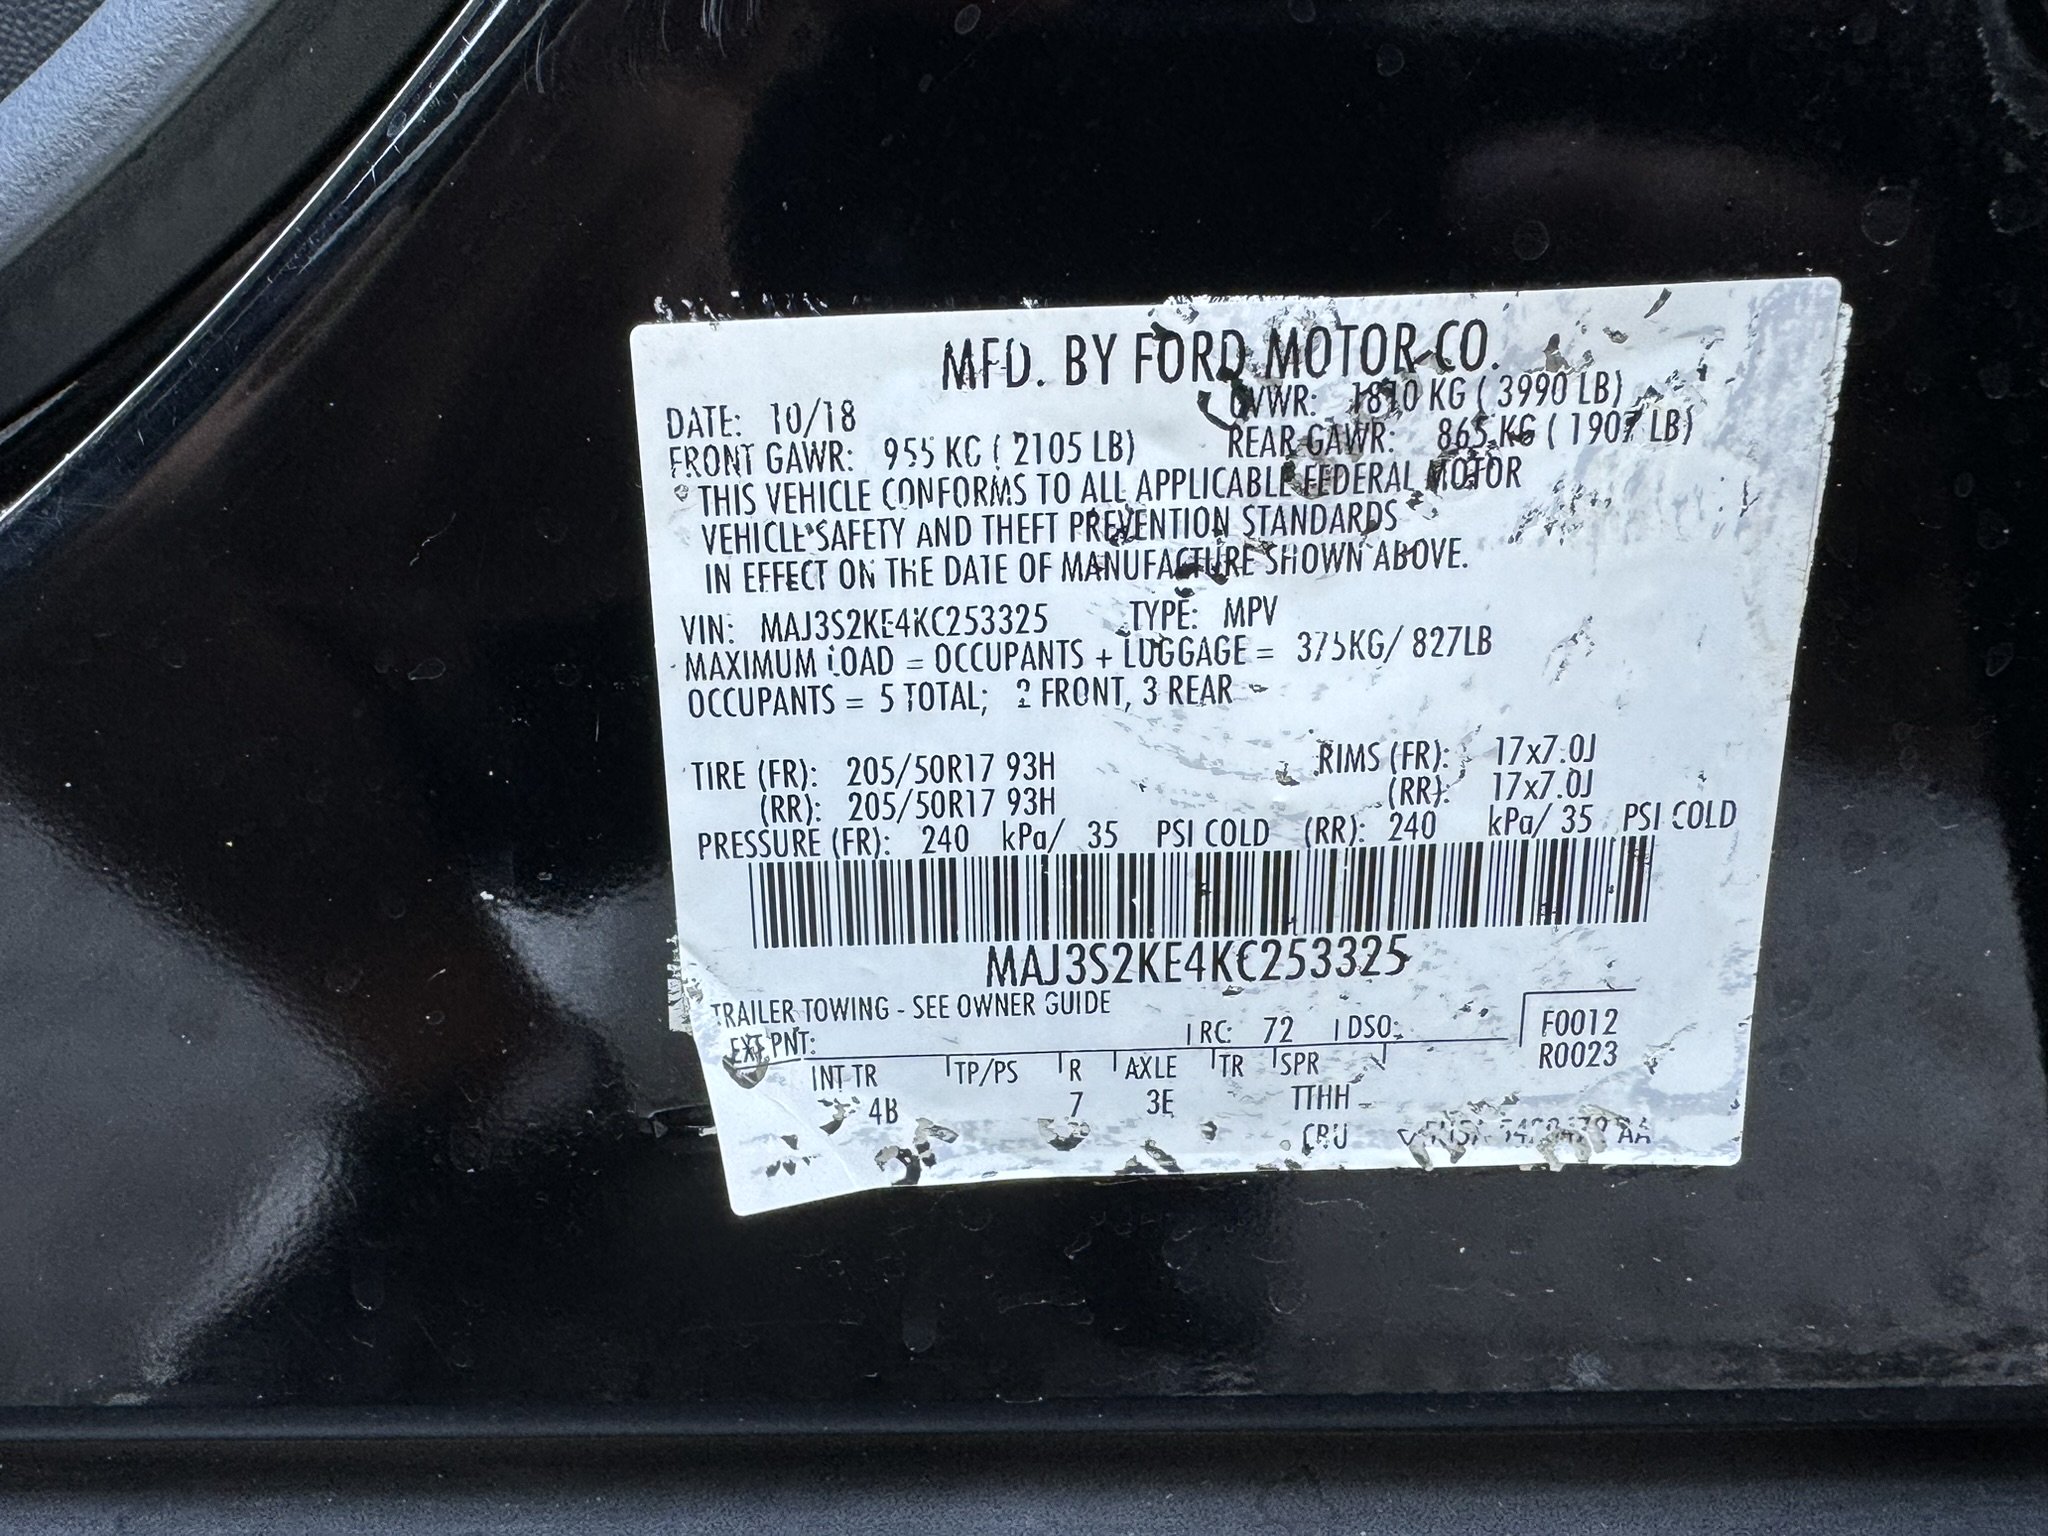 MFD. BY FORD MOTOR CO.
DATE: 10/18 GVWR: 1810 KG ( 3990 LB)
FRONT GAWR: 955 KG ( 2105 LB) REAR GAWR: 865 KG ( 1907 LB)
THIS VEHICLE CONFORMS TO ALL APPLICABLE FEDERAL MOTOR
VEHICLE SAFETY AND THEFT PREVENTION STANDARDS
IN EFFECT ON THE DATE OF MANUFACTURE SHOWN ABOVE.
VIN: MAJ3S2KE4KC253325 TYPE: MPV
MAXIMUM LOAD = OCCUPANTS + LUGGAGE = 375KG/ 827LB
OCCUPANTS = 5 TOTAL; 2 FRONT, 3 REAR
TIRE (FR): 205/50R17 93H RIMS (FR): 17x7.0J
(RR): 205/50R17 93H (RR): 17x7.0J
PRESSURE (FR): 240 kPa/ 35 PSI COLD (RR): 240 kPa/ 35 PSI COLD
MAJ3S2KE4KC253325
TRAILER TOWING - SEE OWNER GUIDE
EXT PNT: RC: 72 DSO: F0012
R0023
INT TR TP/PS R AXLE TR SPR
4B 7 3E TTHH
CBU